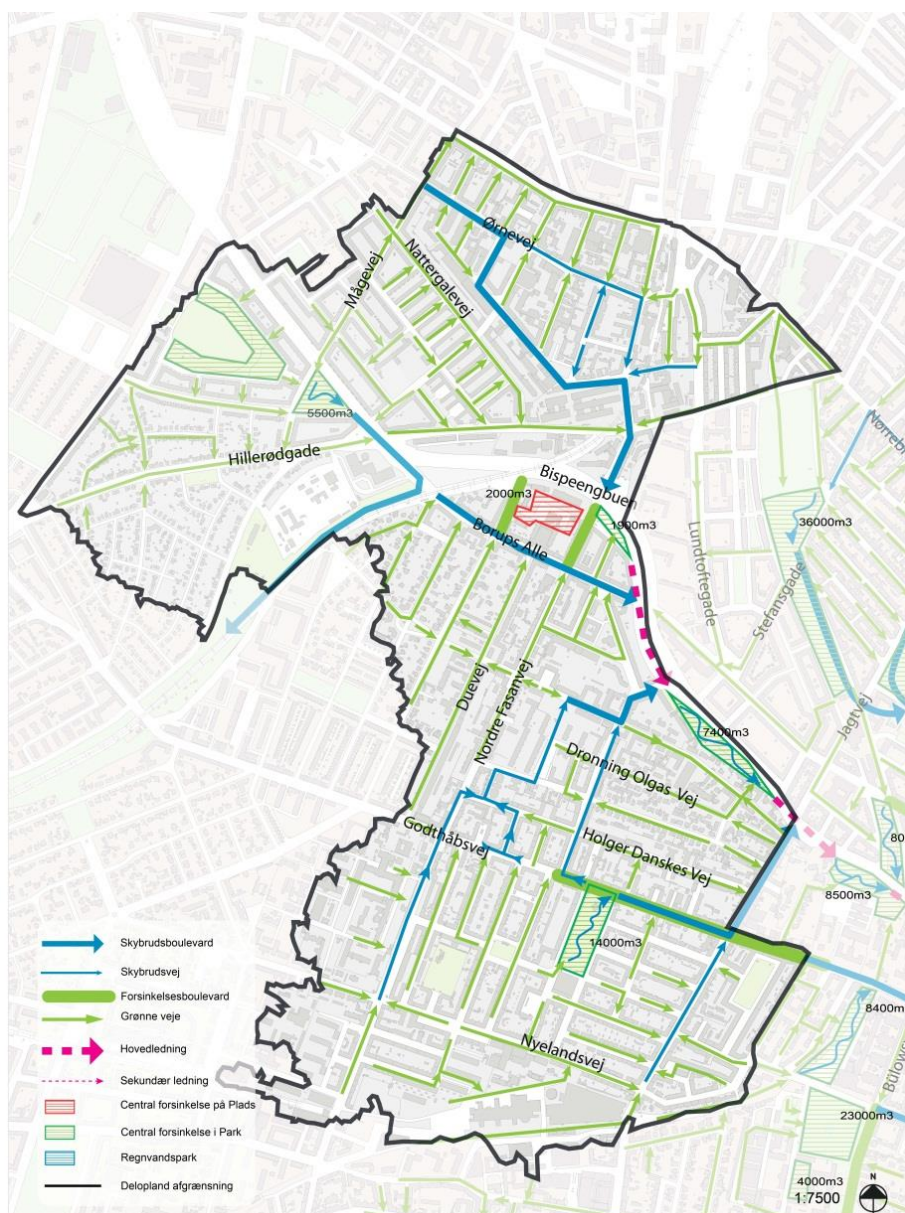 Ørnevej
Nattergalevej
Mågevej
5500m3
Hillerødgade
Bispeengbuen
2000m3
1900m3
Borups Alle
Lundtoftegade
36000m3
Stefansgade
Jagtvej
Duevej
Nordre Fasanvej
7400m3
Dronning Olgas Vej
Godthåbsvej
Holger Danskes Vej
8500m3
14000m3
Nyelandsvej
8400m
23000m3
4000m3
N
1:7500
Skybrudsboulevard
Skybrudsvej
Forsinkelsesboulevard
Grønne veje
Hovedledning
Sekundær ledning
Central forsinkelse på Plads
Central forsinkelse i Park
Regnvandspark
Delopland afgrænsning